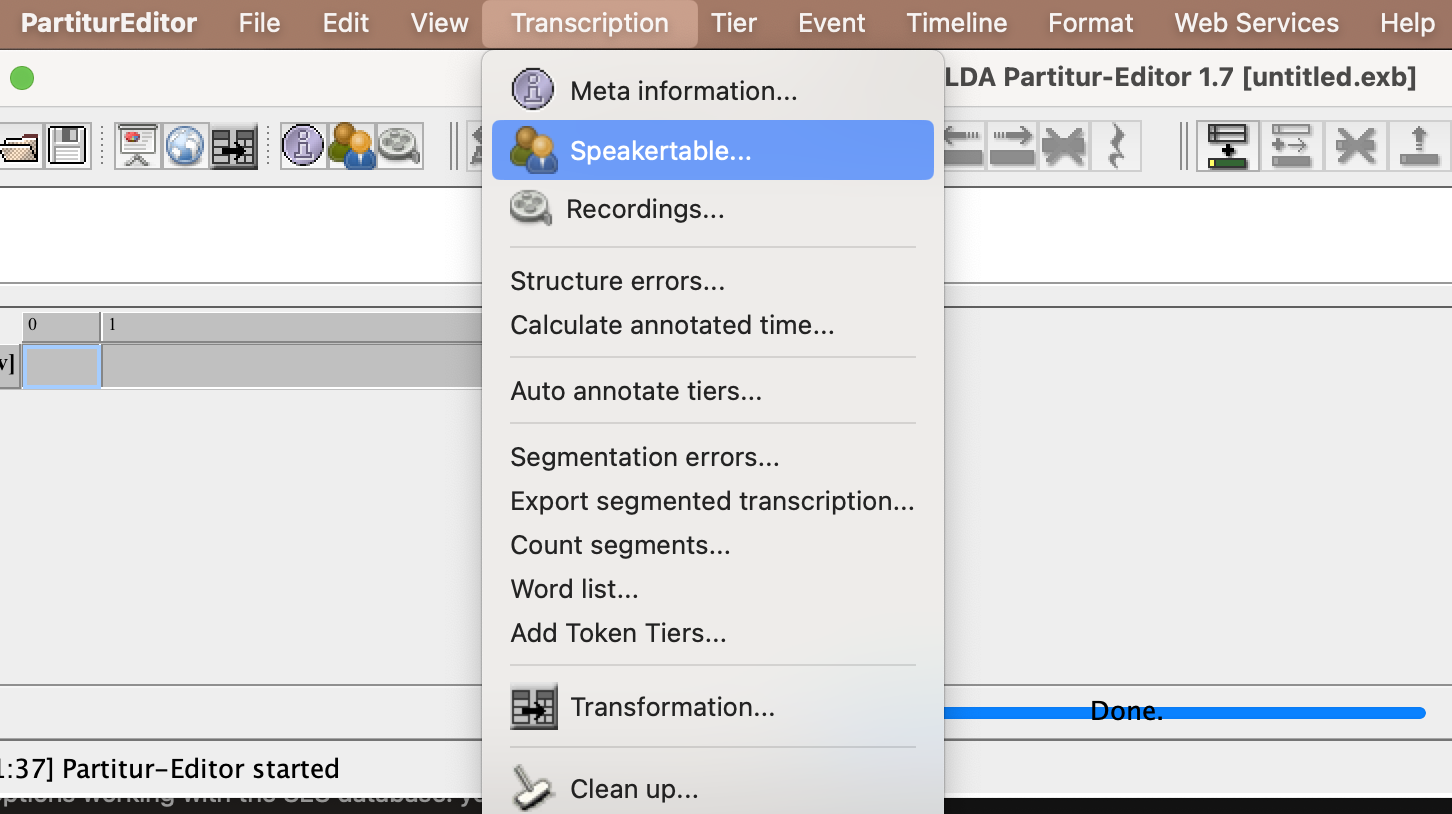 PartiturEditor File Edit View Transcription Tier Event Timeline Format Web Services Help
LDA Partitur-Editor 1.7 [untitled.exb]
Meta information...
Speakertable...
Recordings...
Structure errors...
0 1
Calculate annotated time...
v]
Auto annotate tiers...
Segmentation errors...
Export segmented transcription...
Count segments...
Word list...
Add Token Tiers...
Transformation...
Done.
1:37] Partitur-Editor started
Clean up...